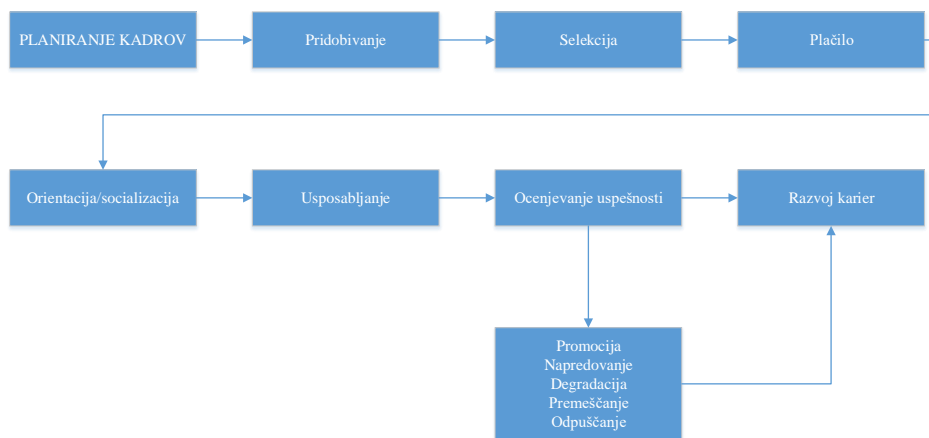 PLANIRANJE KADROV
Pridobivanje
Selekcija
Plačilo
Orientacija/socializacija
Usposabljanje
Ocenjevanje uspešnosti
Razvoj karier
Promocija
Napredovanje
Degradacija
Premeščanje
Odpuščanje